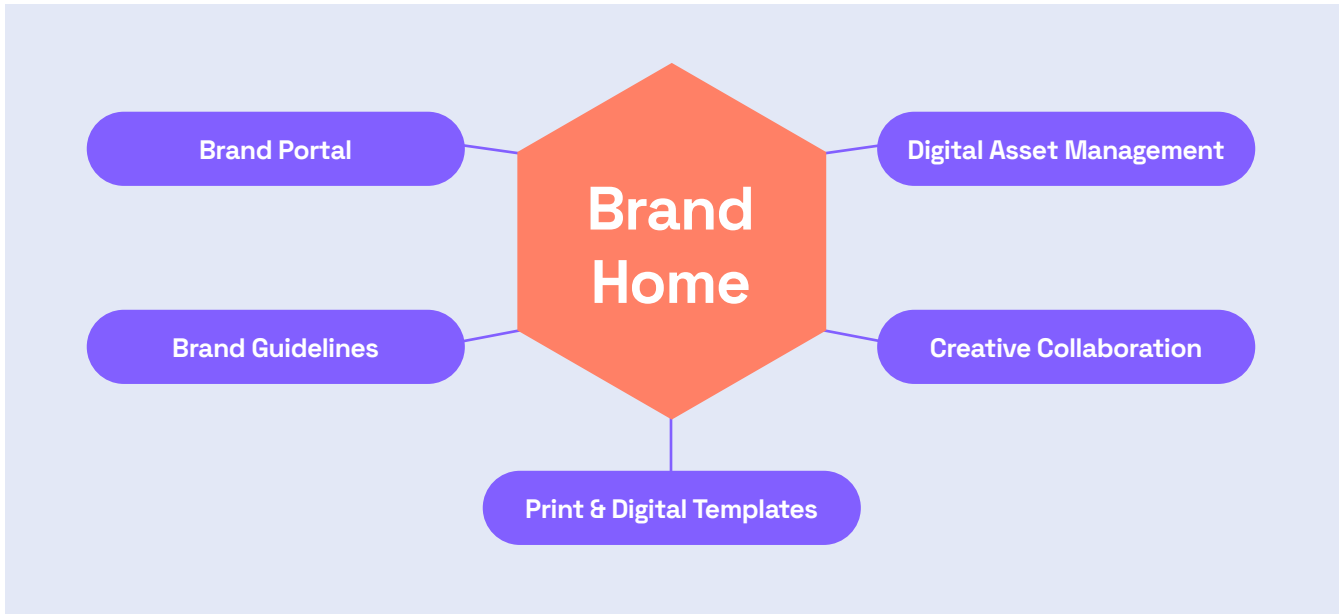 Brand Portal
Digital Asset Management
Brand
Home
Brand Guidelines
Creative Collaboration
Print & Digital Templates